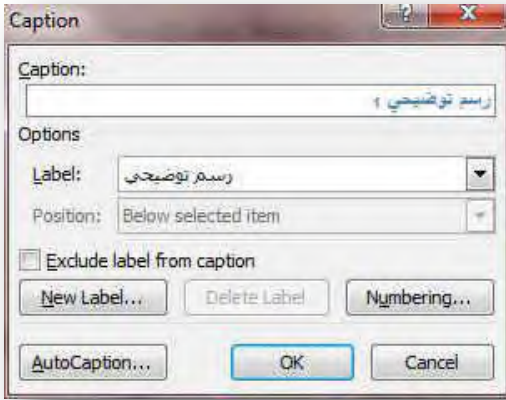 Caption
Caption:
رسم توضيحي 1
Options
Label: رسم توضيحي
Position: Below selected item
Exclude label from caption
New Label... Delete Label Numbering...
AutoCaption... OK Cancel